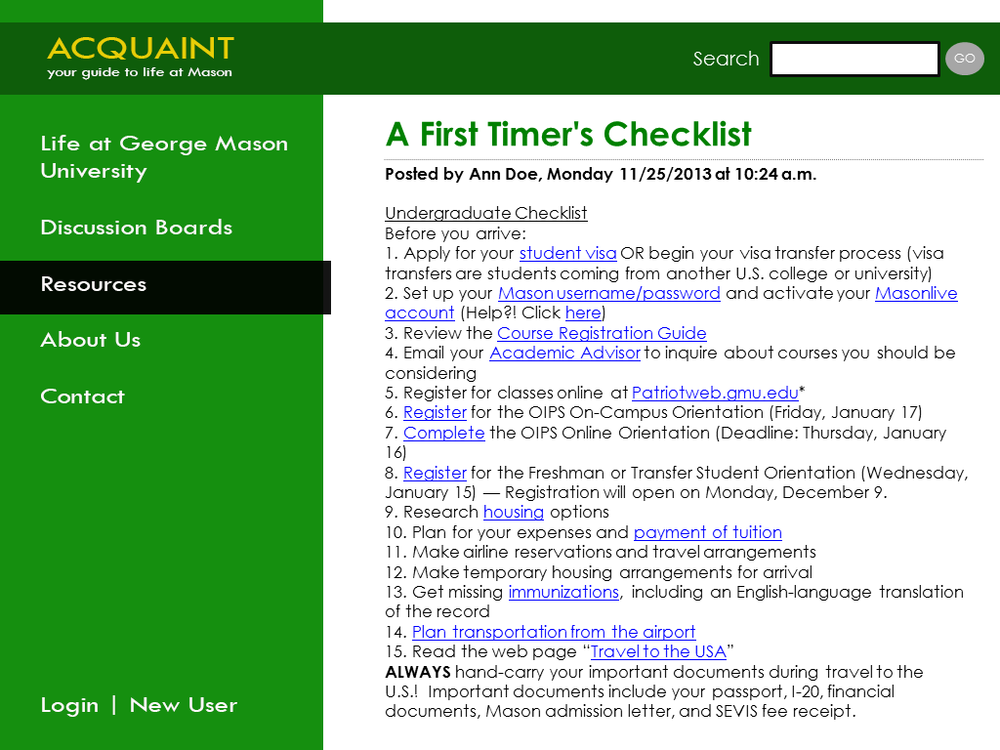 ACQUAINT
your guide to life at Mason
Search
GO
Life at George Mason
University
Discussion Boards
Resources
About Us
Contact
Login | New User
A First Timer's Checklist
Posted by Ann Doe, Monday 11/25/2013 at 10:24 a.m.
Undergraduate Checklist
Before you arrive:
1. Apply for your student visa OR begin your visa transfer process (visa
transfers are students coming from another U.S. college or university)
2. Set up your Mason username/password and activate your Masonlive
account (Help?! Click here)
3. Review the Course Registration Guide
4. Email your Academic Advisor to inquire about courses you should be
considering
5. Register for classes online at Patriotweb.gmu.edu*
6. Register for the OIPS On-Campus Orientation (Friday, January 17)
7. Complete the OIPS Online Orientation (Deadline: Thursday, January
16)
8. Register for the Freshman or Transfer Student Orientation (Wednesday,
January 15) — Registration will open on Monday, December 9.
9. Research housing options
10. Plan for your expenses and payment of tuition
11. Make airline reservations and travel arrangements
12. Make temporary housing arrangements for arrival
13. Get missing immunizations, including an English-language translation
of the record
14. Plan transportation from the airport
15. Read the web page “Travel to the USA”
ALWAYS hand-carry your important documents during travel to the
U.S.! Important documents include your passport, I-20, financial
documents, Mason admission letter, and SEVIS fee receipt.